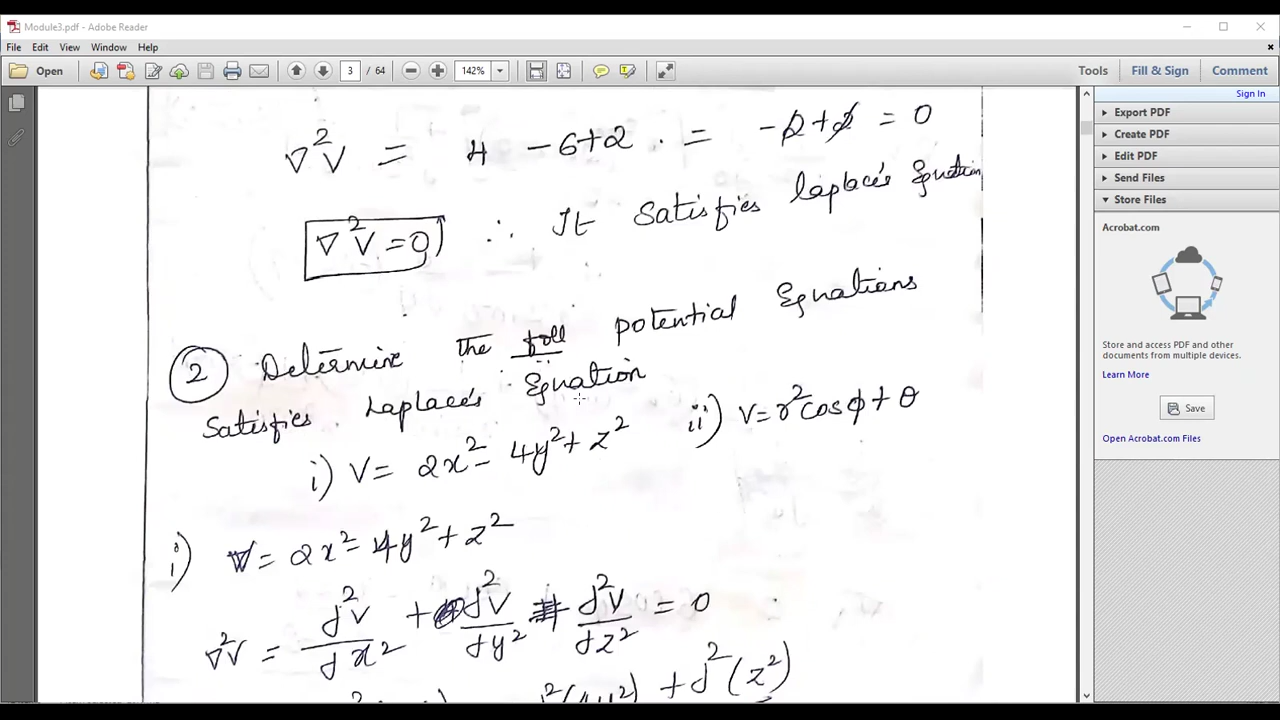 Module3.pdf - Adobe Reader
File Edit View Window Help
Open 3 / 64 142% Tools Fill & Sign Comment
Sign In
Export PDF
Create PDF
Edit PDF
Send Files
Store Files
Acrobat.com
Store and access PDF and other
documents from multiple devices.
Learn More
Save
Open Acrobat.com Files
∇²V = 4 -6+2 . = -2+2 = 0
∇²V = 0 ∴ It Satisfies laplace's Equation
2 Determine the foll potential Equations
Satisfies Laplace's Equation
i) V = 2x² - 4y² + z² ii) V = r² cos φ + θ
i) V = 2x² - 4y² + z²
∇²V = ∂²V/∂x² + ∂²V/∂y² + ∂²V/∂z² = 0
∂²(4y²) + ∂²(z²)